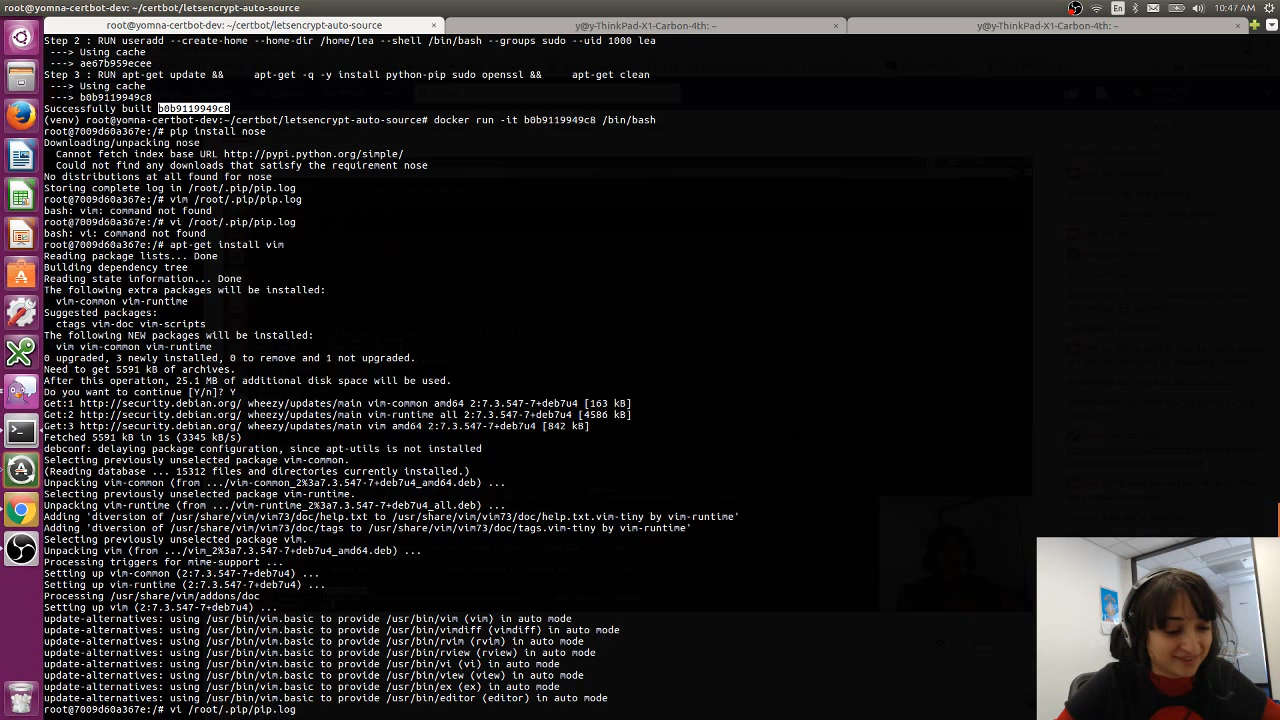 root@yomna-certbot-dev: ~/certbot/letsencrypt-auto-source
En
10:47 AM
root@yomna-certbot-dev: ~/certbot/letsencrypt-auto-source
y@y-ThinkPad-X1-Carbon-4th: ~
y@y-ThinkPad-X1-Carbon-4th: ~
Step 2 : RUN useradd --create-home --home-dir /home/lea --shell /bin/bash --groups sudo --uid 1000 lea
---> Using cache
---> ae67b959ecee
Step 3 : RUN apt-get update && apt-get -q -y install python-pip sudo openssl && apt-get clean
---> Using cache
---> b0b9119949c8
Successfully built b0b9119949c8
(venv) root@yomna-certbot-dev:~/certbot/letsencrypt-auto-source# docker run -it b0b9119949c8 /bin/bash
root@7009d60a367e:/# pip install nose
Downloading/unpacking nose
Cannot fetch index base URL http://pypi.python.org/simple/
Could not find any downloads that satisfy the requirement nose
No distributions at all found for nose
Storing complete log in /root/.pip/pip.log
root@7009d60a367e:/# vim /root/.pip/pip.log
bash: vim: command not found
root@7009d60a367e:/# vi /root/.pip/pip.log
bash: vi: command not found
root@7009d60a367e:/# apt-get install vim
Reading package lists... Done
Building dependency tree
Reading state information... Done
The following extra packages will be installed:
vim-common vim-runtime
Suggested packages:
ctags vim-doc vim-scripts
The following NEW packages will be installed:
vim vim-common vim-runtime
0 upgraded, 3 newly installed, 0 to remove and 1 not upgraded.
Need to get 5591 kB of archives.
After this operation, 25.1 MB of additional disk space will be used.
Do you want to continue [Y/n]? Y
Get:1 http://security.debian.org/ wheezy/updates/main vim-common amd64 2:7.3.547-7+deb7u4 [163 kB]
Get:2 http://security.debian.org/ wheezy/updates/main vim-runtime all 2:7.3.547-7+deb7u4 [4586 kB]
Get:3 http://security.debian.org/ wheezy/updates/main vim amd64 2:7.3.547-7+deb7u4 [842 kB]
Fetched 5591 kB in 1s (3345 kB/s)
debconf: delaying package configuration, since apt-utils is not installed
Selecting previously unselected package vim-common.
(Reading database ... 15312 files and directories currently installed.)
Unpacking vim-common (from .../vim-common_2%3a7.3.547-7+deb7u4_amd64.deb) ...
Selecting previously unselected package vim-runtime.
Unpacking vim-runtime (from .../vim-runtime_2%3a7.3.547-7+deb7u4_all.deb) ...
Adding 'diversion of /usr/share/vim/vim73/doc/help.txt to /usr/share/vim/vim73/doc/help.txt.vim-tiny by vim-runtime'
Adding 'diversion of /usr/share/vim/vim73/doc/tags to /usr/share/vim/vim73/doc/tags.vim-tiny by vim-runtime'
Selecting previously unselected package vim.
Unpacking vim (from .../vim_2%3a7.3.547-7+deb7u4_amd64.deb) ...
Processing triggers for mime-support ...
Setting up vim-common (2:7.3.547-7+deb7u4) ...
Setting up vim-runtime (2:7.3.547-7+deb7u4) ...
Processing /usr/share/vim/addons/doc
Setting up vim (2:7.3.547-7+deb7u4) ...
update-alternatives: using /usr/bin/vim.basic to provide /usr/bin/vim (vim) in auto mode
update-alternatives: using /usr/bin/vim.basic to provide /usr/bin/vimdiff (vimdiff) in auto mode
update-alternatives: using /usr/bin/vim.basic to provide /usr/bin/rvim (rvim) in auto mode
update-alternatives: using /usr/bin/vim.basic to provide /usr/bin/rview (rview) in auto mode
update-alternatives: using /usr/bin/vim.basic to provide /usr/bin/vi (vi) in auto mode
update-alternatives: using /usr/bin/vim.basic to provide /usr/bin/view (view) in auto mode
update-alternatives: using /usr/bin/vim.basic to provide /usr/bin/ex (ex) in auto mode
update-alternatives: using /usr/bin/vim.basic to provide /usr/bin/editor (editor) in auto mode
root@7009d60a367e:/# vi /root/.pip/pip.log